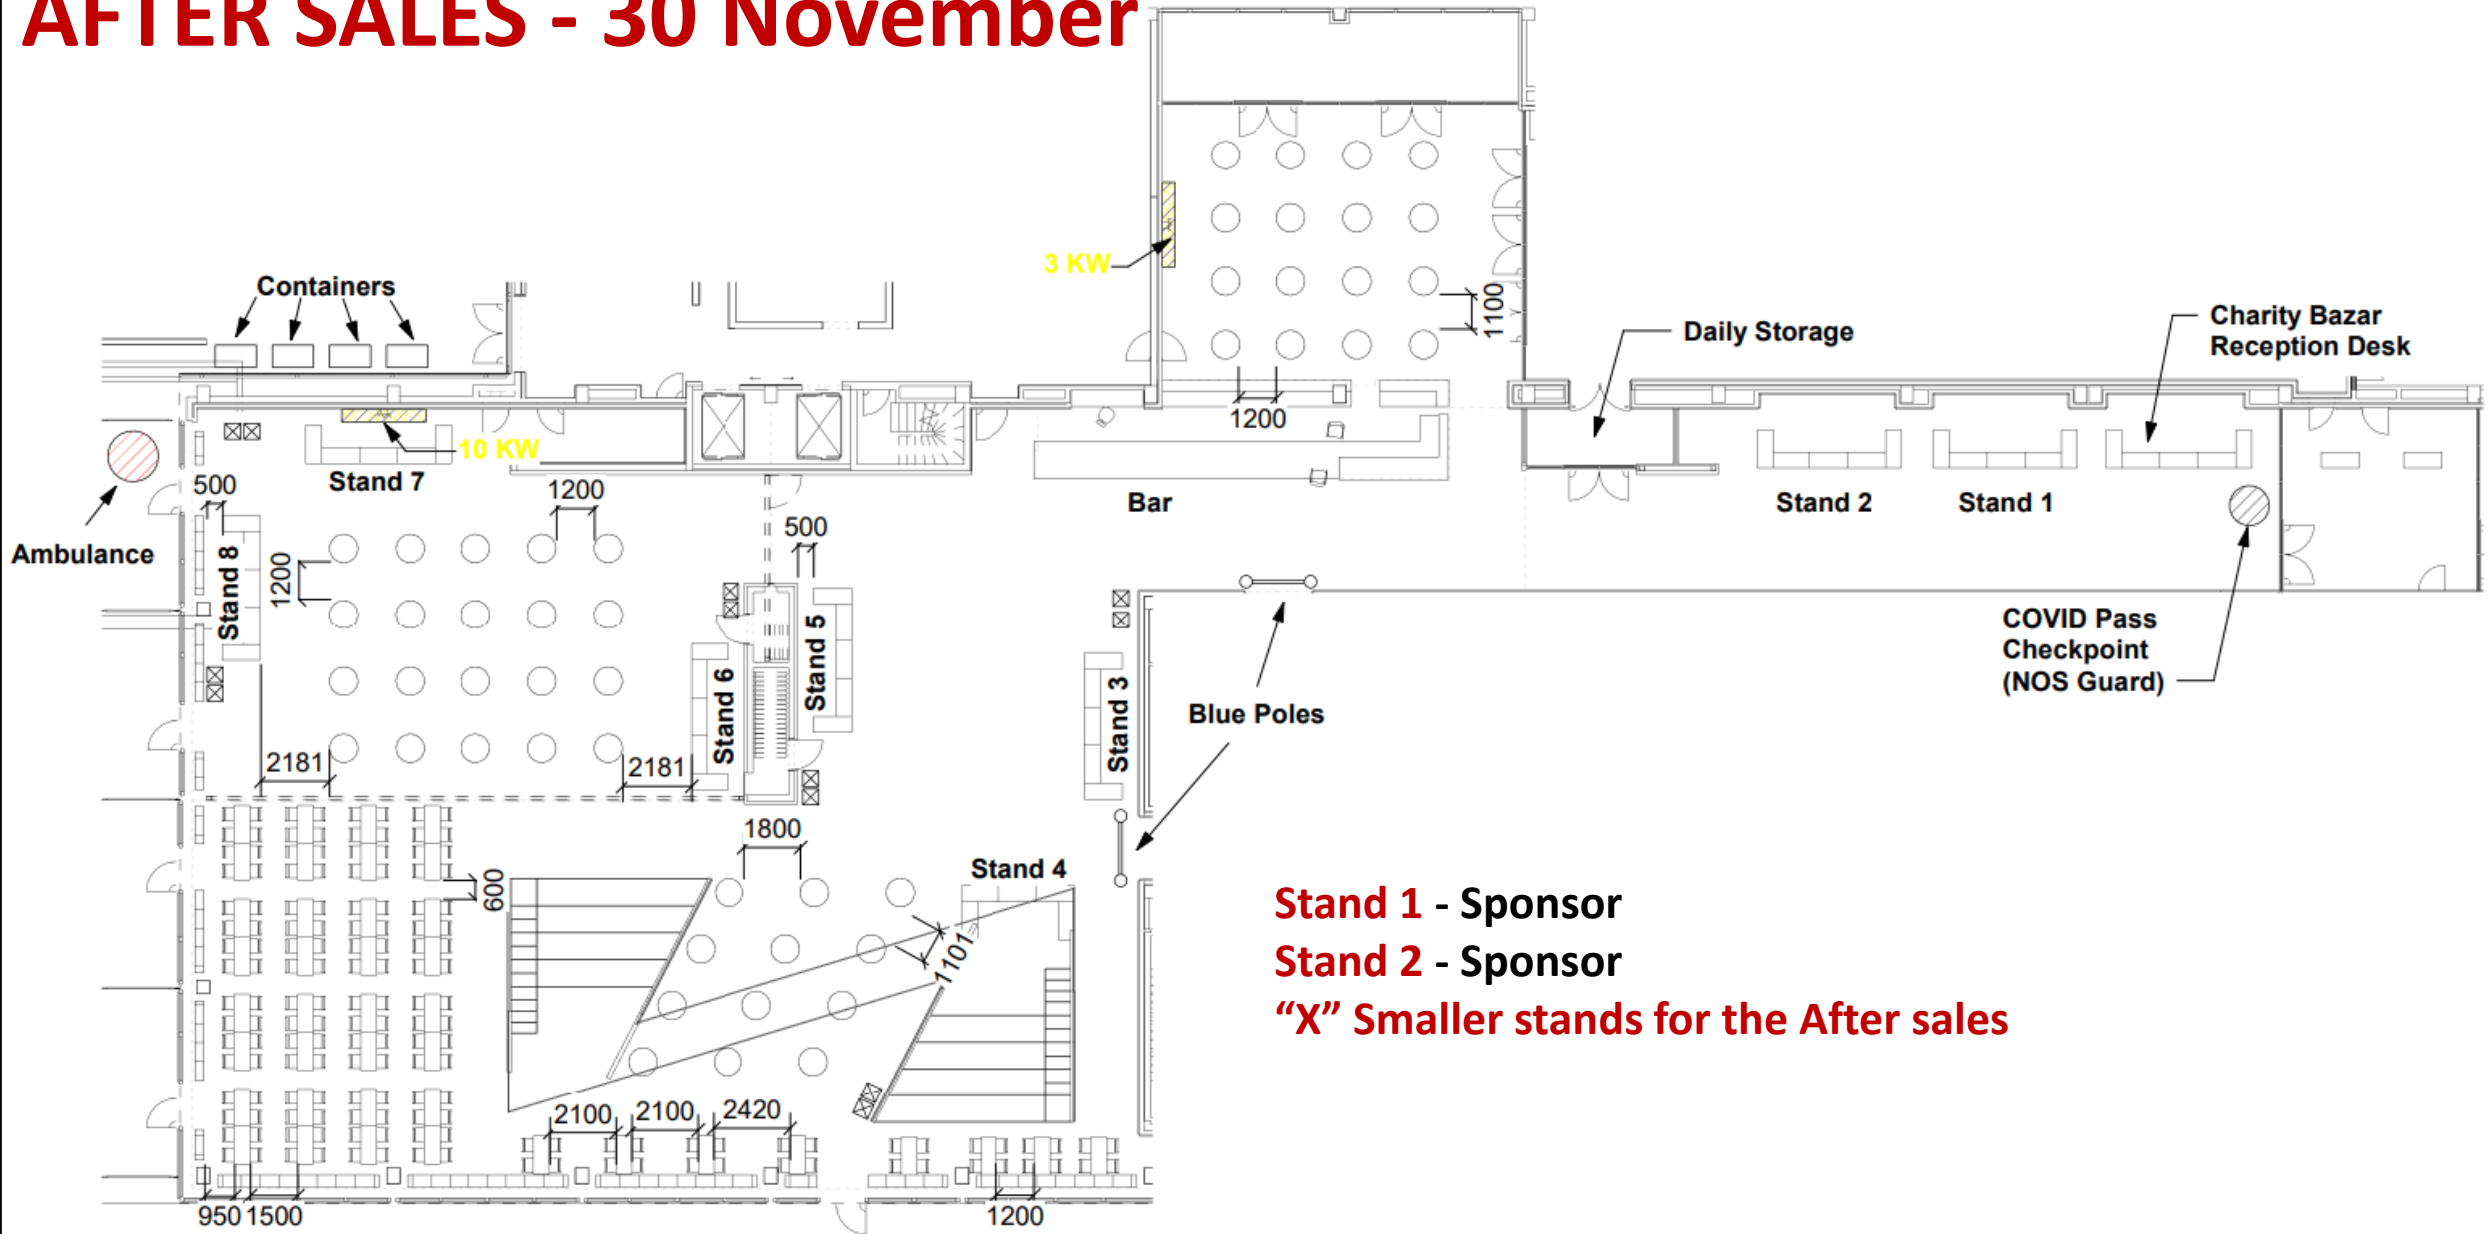 AFTER SALES - 30 November
Containers
3 KW
1100
Daily Storage
Charity Bazar
Reception Desk
1200
10 KW
Stand 7
500
1200
Bar
Stand 2
Stand 1
Ambulance
Stand 8
1200
500
Stand 5
Stand 6
Stand 3
COVID Pass
Checkpoint
(NOS Guard)
Blue Poles
2181
2181
1800
Stand 4
600
1101
Stand 1 - Sponsor
Stand 2 - Sponsor
“X” Smaller stands for the After sales
2100
2100
2420
950
1500
1200